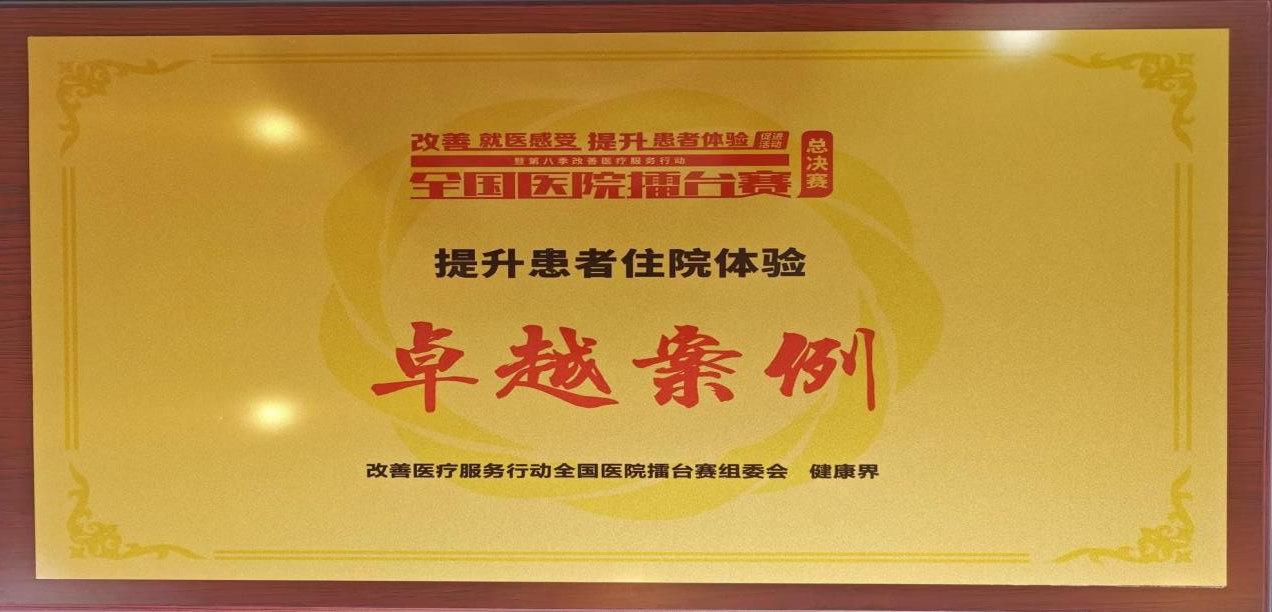 改善 就医感受 提升患者体验 促进活动
暨第八季改善医疗服务行动
全国医院擂台赛
总决赛
提升患者住院体验
卓越案例
改善医疗服务行动全国医院擂台赛组委会 健康界